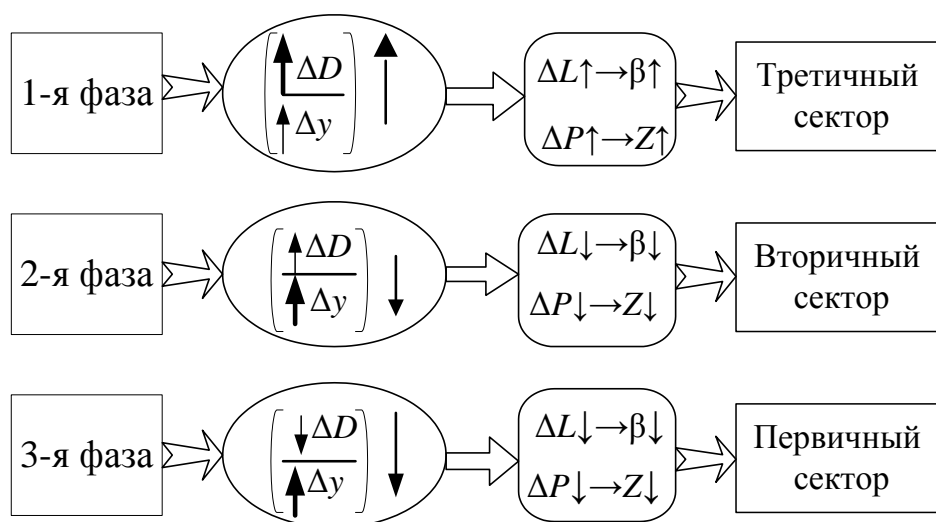 1-я фаза
ΔD
Δy
ΔL↑→β↑
ΔP↑→Z↑
Третичный
сектор
2-я фаза
ΔD
Δy
ΔL↓→β↓
ΔP↓→Z↓
Вторичный
сектор
3-я фаза
ΔD
Δy
ΔL↓→β↓
ΔP↓→Z↓
Первичный
сектор